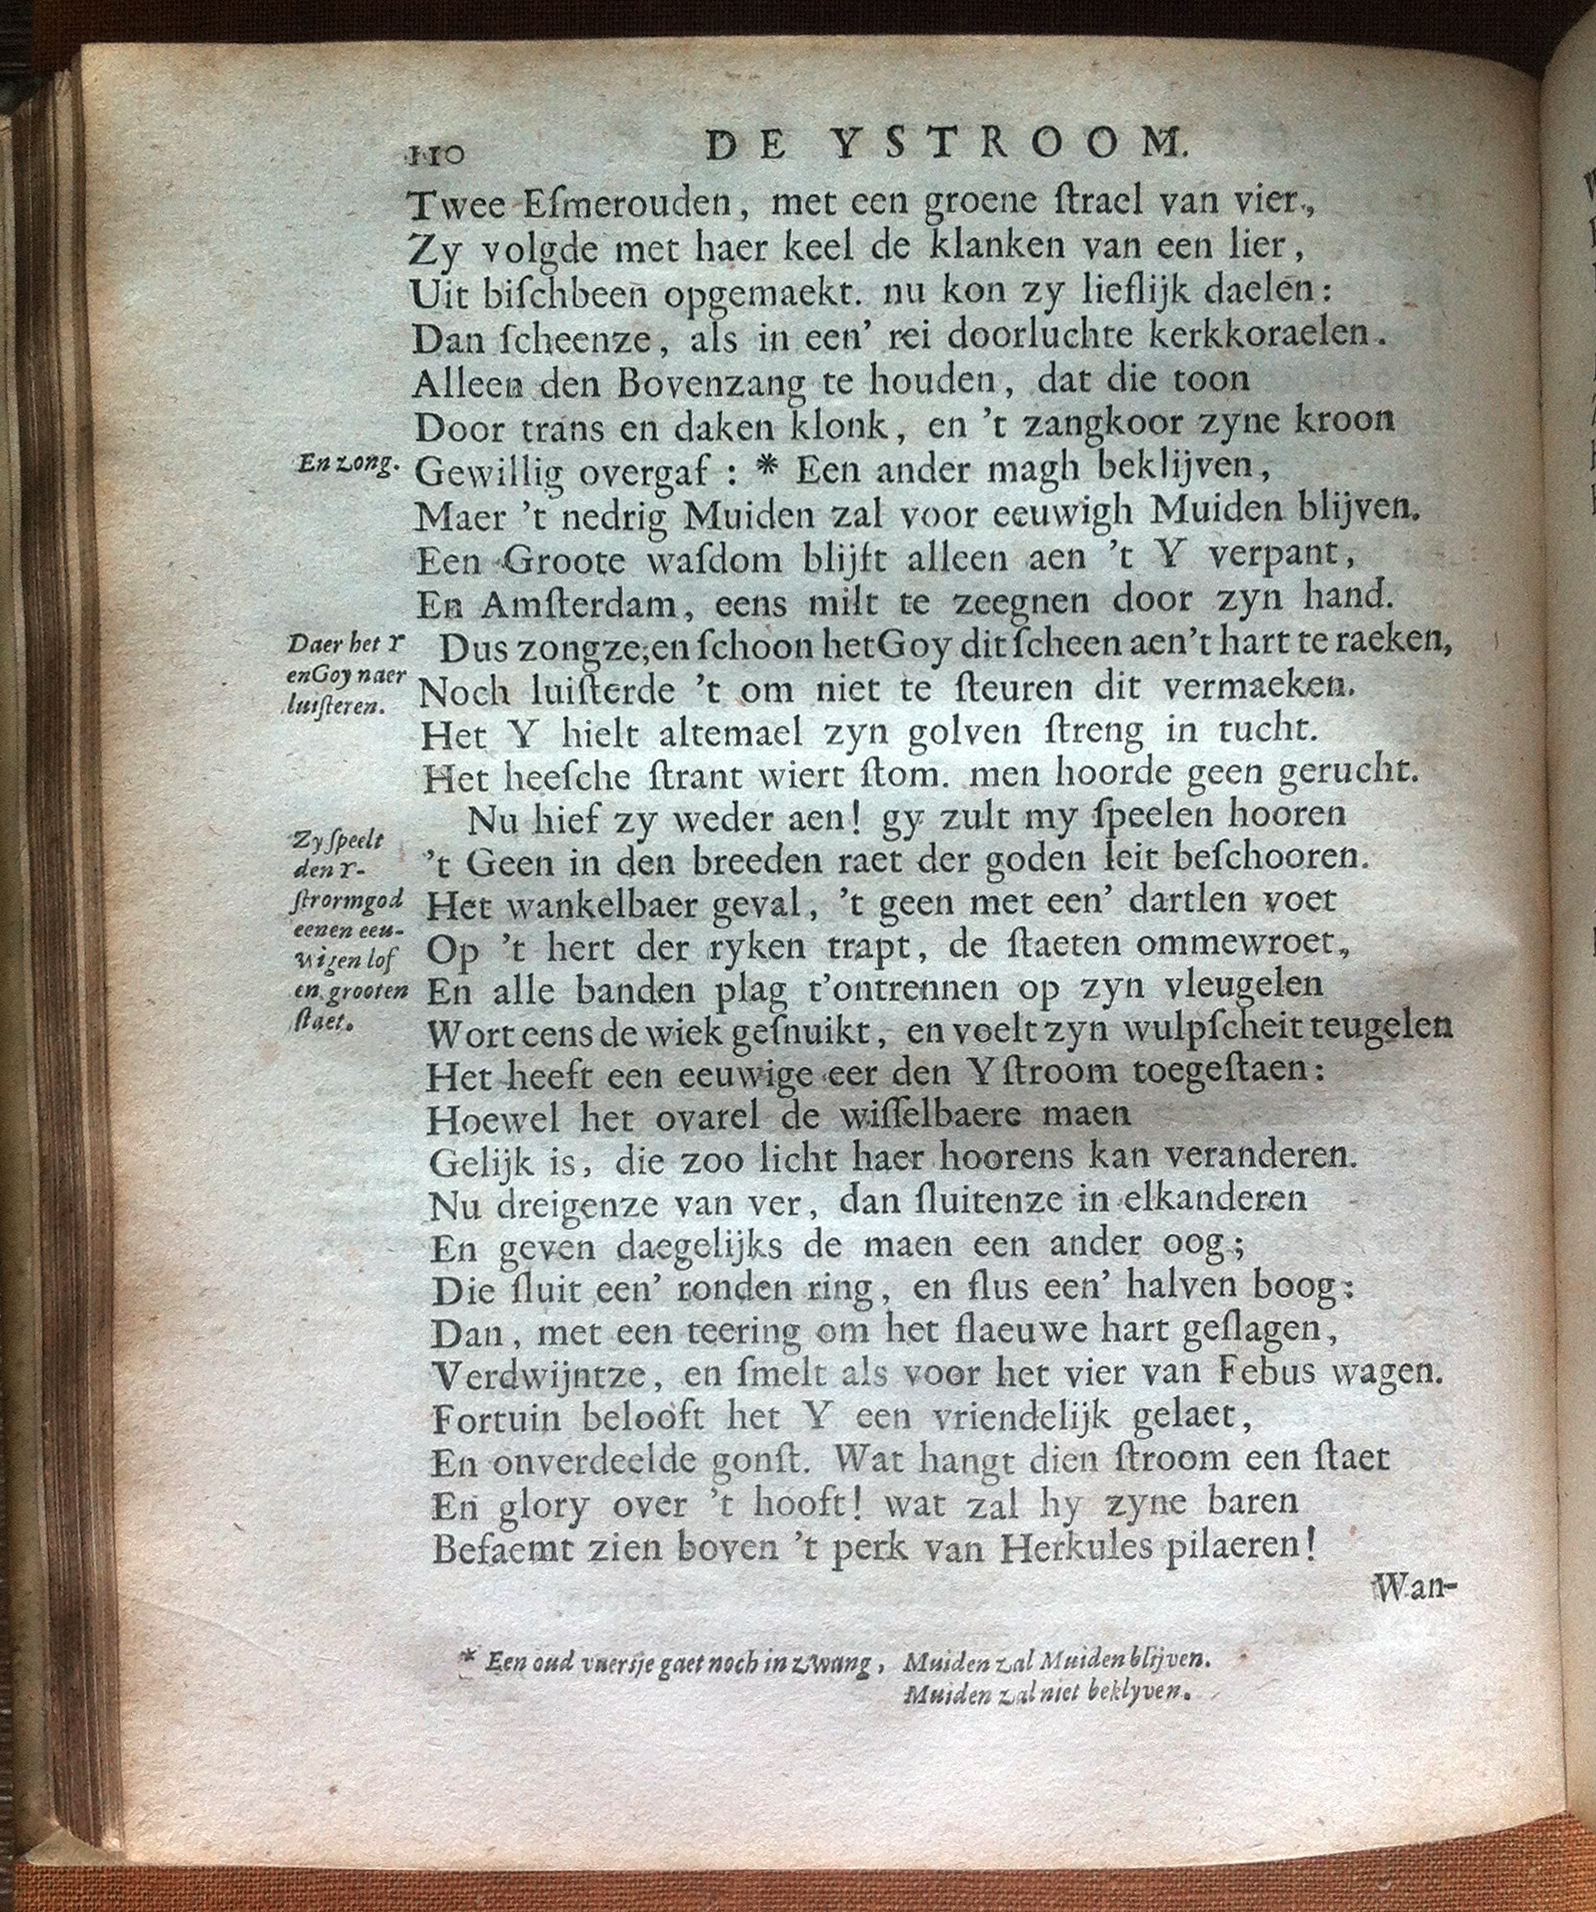 110 DE YSTROOM.
Twee Eſmerouden, met een groene ſtrael van vier,
Zy volgde met haer keel de klanken van een lier,
Uit biſchbeen opgemaekt. nu kon zy lieflijk daelen:
Dan ſcheenze, als in een’ rei doorluchte kerkkoraelen.
Alleen den Bovenzang te houden, dat die toon
Door trans en daken klonk, en ’t zangkoor zyne kroon
En zong.
Gewillig overgaf: * Een ander magh beklijven,
Maer ’t nedrig Muiden zal voor eeuwigh Muiden blijven.
Een Groote waſdom blijft alleen aen ’t Y verpant,
En Amſterdam, eens milt te zeegnen door zyn hand.
Daer het Y
en Goy naer
luiſteren.
Dus zongze, en ſchoon het Goy dit ſcheen aen’t hart te raeken,
Noch luiſterde ’t om niet te ſteuren dit vermaeken.
Het Y hielt altemael zyn golven ſtreng in tucht.
Het heeſche ſtrant wiert ſtom. men hoorde geen gerucht.
Nu hief zy weder aen! gy zult my ſpeelen hooren
Zy ſpeelt
den Y-
ſtrormgod
eenen eeu-
wigen lof
en grooten
ſtaet.
’t Geen in den breeden raet der goden leit beſchooren.
Het wankelbaer geval, ’t geen met een’ dartlen voet
Op ’t hert der ryken trapt, de ſtaeten ommewroet,
En alle banden plag t’ontrennen op zyn vleugelen
Wort eens de wiek geſnuikt, en voelt zyn wulpſcheit teugelen
Het heeft een eeuwige eer den Yſtroom toegeſtaen:
Hoewel het ovarel de wiſſelbaere maen
Gelijk is, die zoo licht haer hoorens kan veranderen.
Nu dreigenze van ver, dan ſluitenze in elkanderen
En geven daegelijks de maen een ander oog;
Die ſluit een’ ronden ring, en flus een’ halven boog:
Dan, met een teering om het flaeuwe hart geſlagen,
Verdwijntze, en ſmelt als voor het vier van Febus wagen.
Fortuin belooft het Y een vriendelijk gelaet,
En onverdeelde gonſt. Wat hangt dien ſtroom een ſtaet
En glory over ’t hooft! wat zal hy zyne baren
Befaemt zien boven ’t perk van Herkules pilaeren!
Wan-
* Een oud vaersje gaet noch in zwang, Muiden zal Muiden blijven.
Muiden zal niet beklyven.